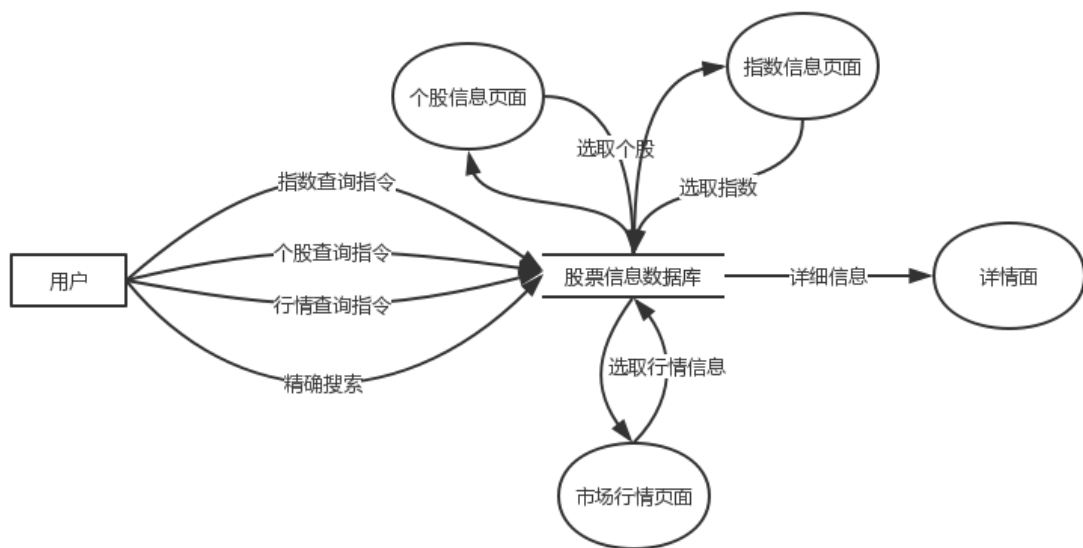 指数信息页面
个股信息页面
选取个股
选取指数
指数查询指令
个股查询指令
用户
股票信息数据库
详细信息
详情面
行情查询指令
选取行情信息
精确搜索
市场行情页面